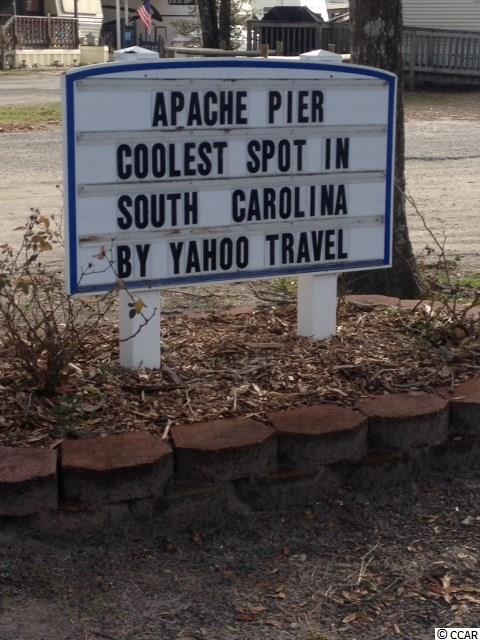 APACHE PIER
COOLEST SPOT IN
SOUTH CAROLINA
BY YAHOO TRAVEL
© CCAR